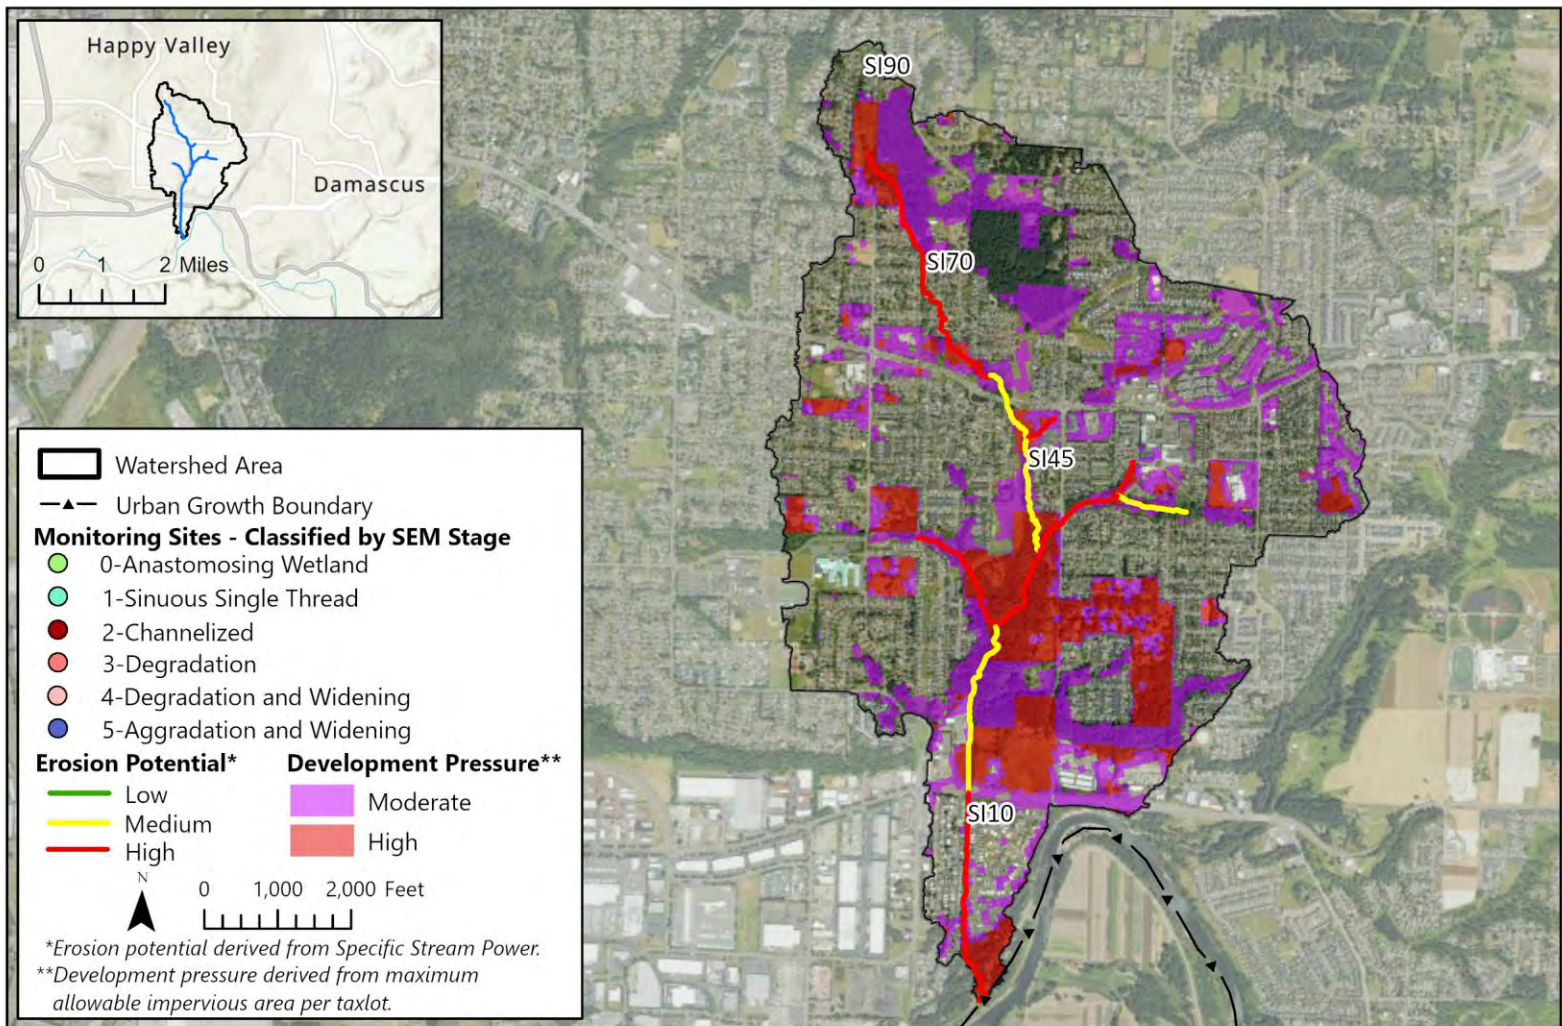 Happy Valley
Damascus
0 1 2 Miles
SI90
SI70
SI45
SI10
Watershed Area
Urban Growth Boundary
Monitoring Sites - Classified by SEM Stage
0-Anastomosing Wetland
1-Sinuous Single Thread
2-Channelized
3-Degradation
4-Degradation and Widening
5-Aggradation and Widening
Erosion Potential* Development Pressure**
Low
Medium
High
Moderate
High
N
0 1,000 2,000 Feet
*Erosion potential derived from Specific Stream Power.
**Development pressure derived from maximum
allowable impervious area per taxlot.